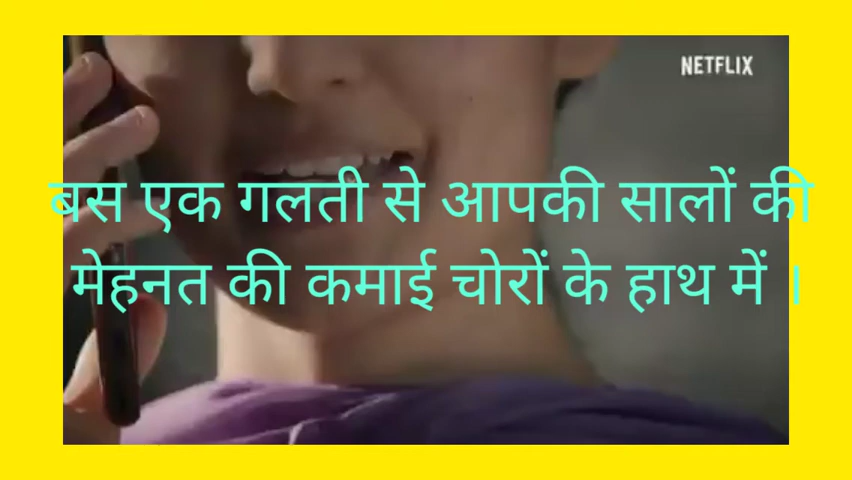 NETFLIX
बस एक गलती से आपकी सालों की
मेहनत की कमाई चोरों के हाथ में ।